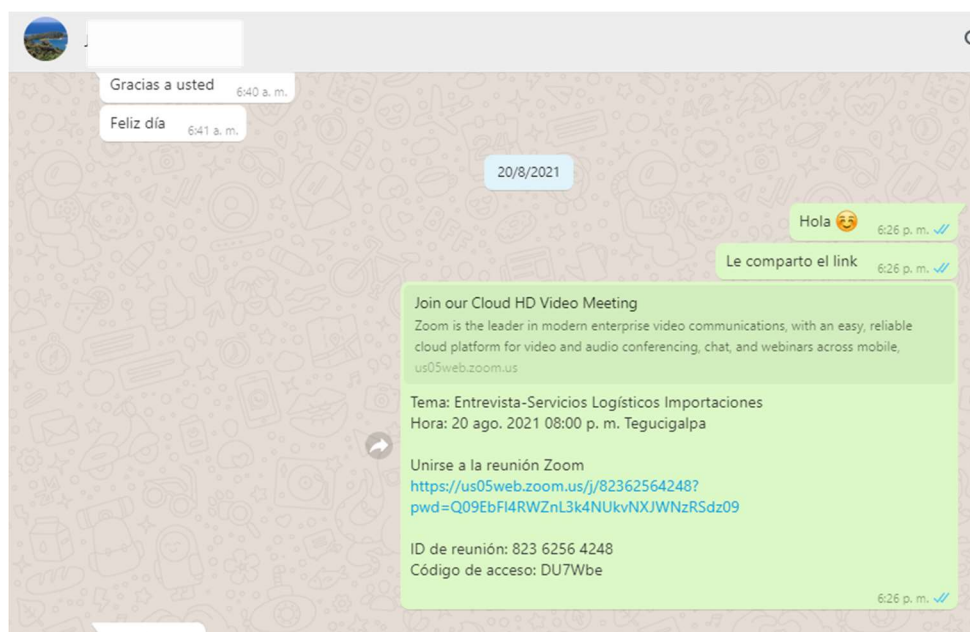 Gracias a usted 6:40 a. m.
Feliz día 6:41 a. m.
20/8/2021
Hola 6:26 p. m.
Le comparto el link 6:26 p. m.
Join our Cloud HD Video Meeting
Zoom is the leader in modern enterprise video communications, with an easy, reliable
cloud platform for video and audio conferencing, chat, and webinars across mobile,
us05web.zoom.us
Tema: Entrevista-Servicios Logísticos Importaciones
Hora: 20 ago. 2021 08:00 p. m. Tegucigalpa
Unirse a la reunión Zoom
https://us05web.zoom.us/j/82362564248?
pwd=Q09EbFl4RWZnL3k4NUkvNXJWNzRSdz09
ID de reunión: 823 6256 4248
Código de acceso: DU7Wbe
6:26 p. m.